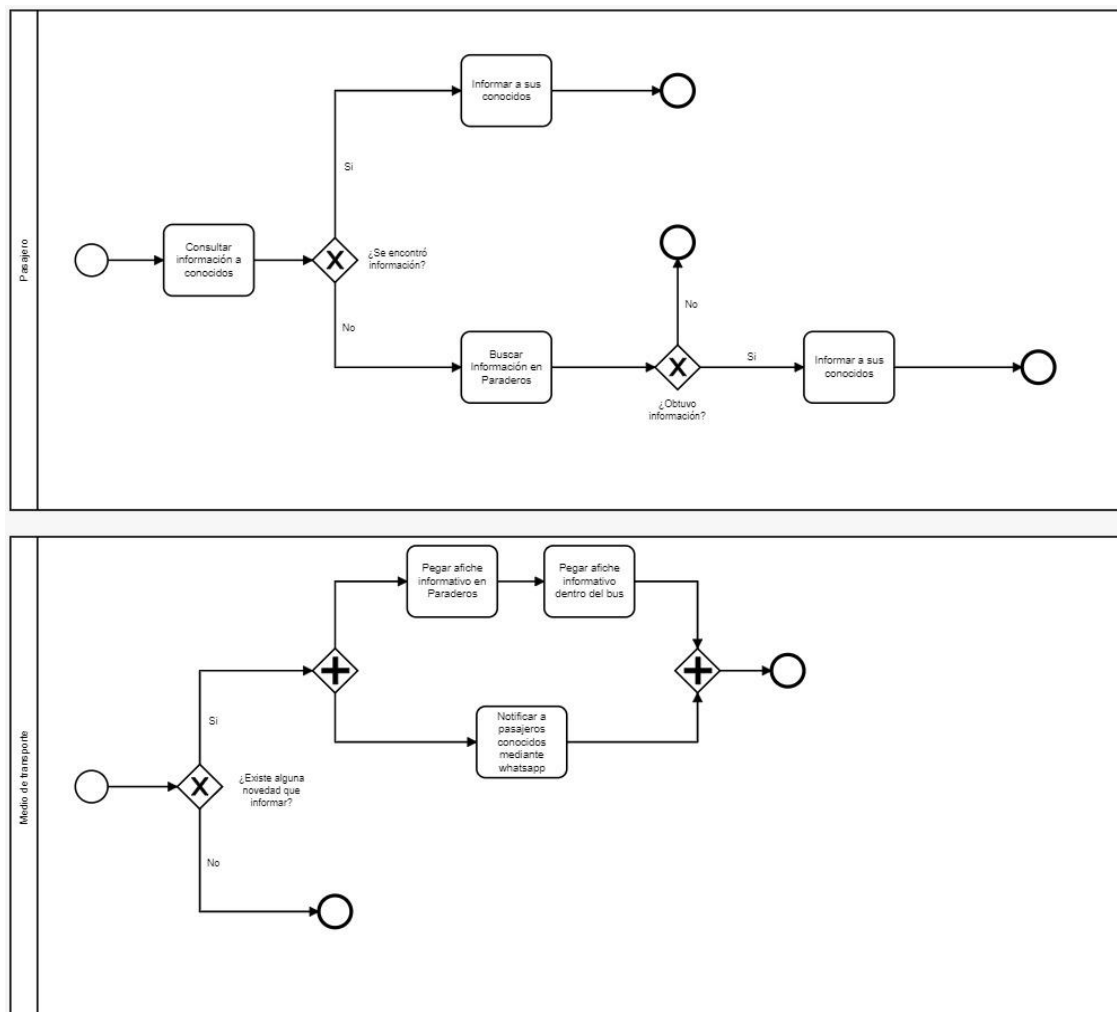 Pasajero
Informar a sus
conocidos
Si
Consultar
información a
conocidos
¿Se encontró
información?
No
No
Buscar
Información en
Paraderos
Si
Informar a sus
conocidos
¿Obtuvo
información?
Medio de transporte
Pegar afiche
informativo en
Paraderos
Pegar afiche
informativo
dentro del bus
Si
Notificar a
pasajeros
conocidos
mediante
whatsapp
¿Existe alguna
novedad que
informar?
No